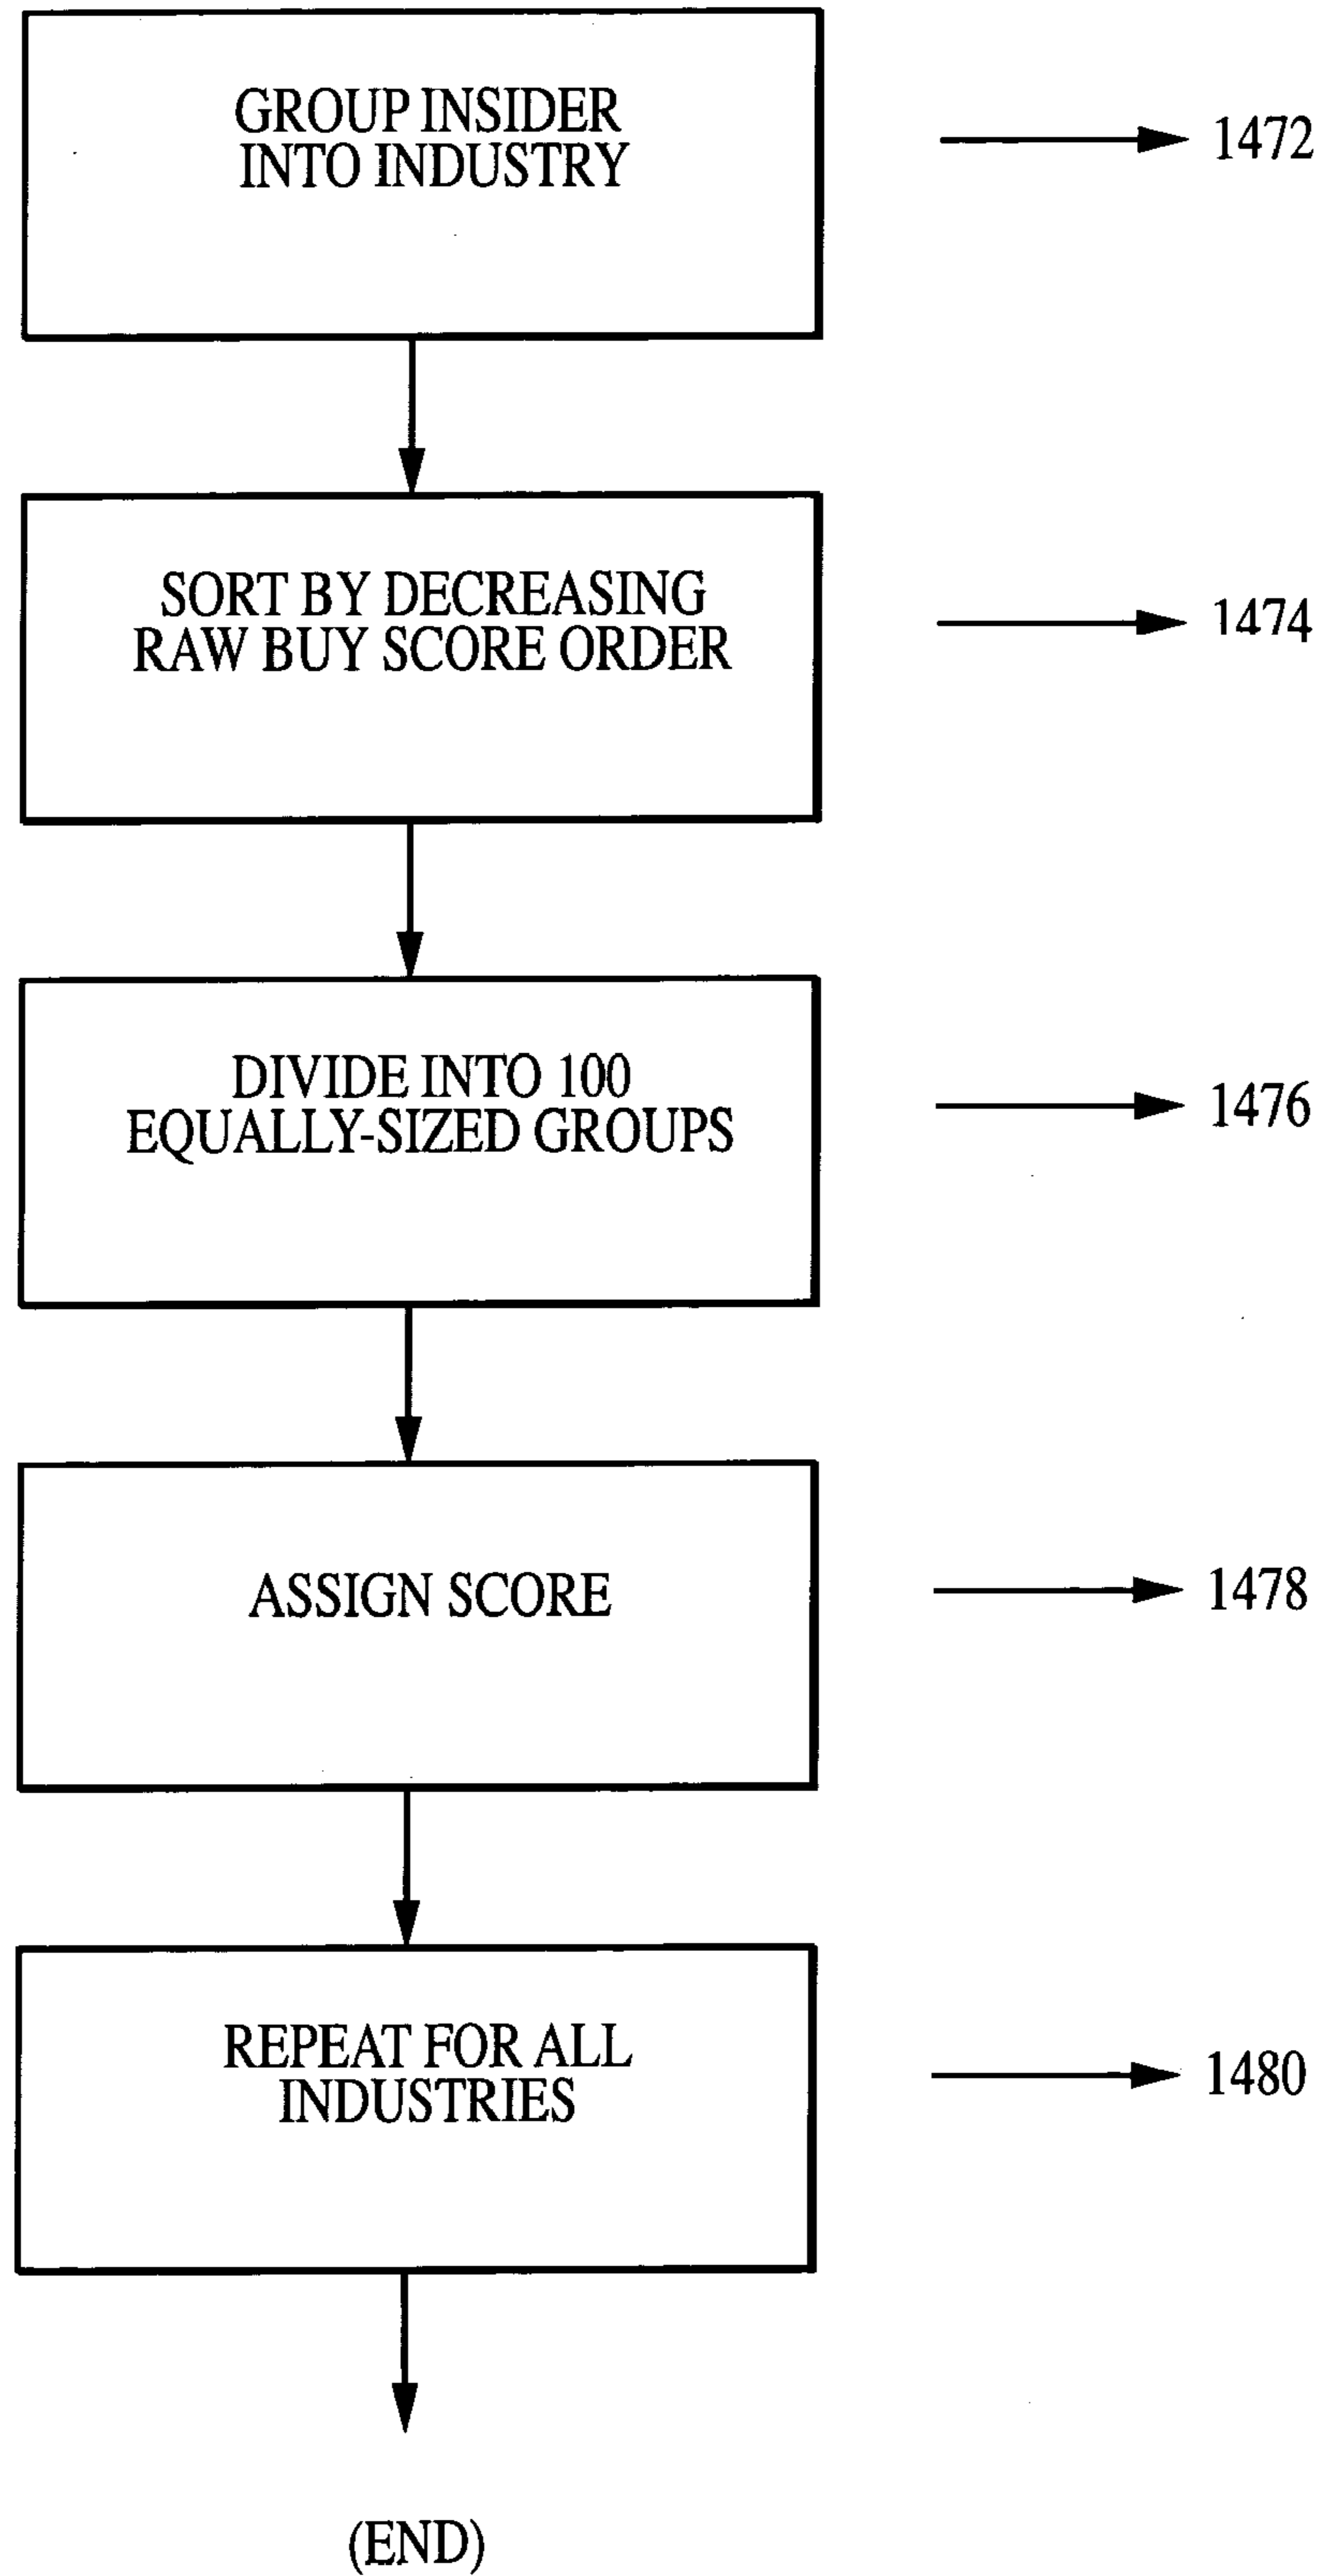 GROUP INSIDER
INTO INDUSTRY
1472
SORT BY DECREASING
RAW BUY SCORE ORDER
1474
DIVIDE INTO 100
EQUALLY-SIZED GROUPS
1476
ASSIGN SCORE
1478
REPEAT FOR ALL
INDUSTRIES
1480
(END)